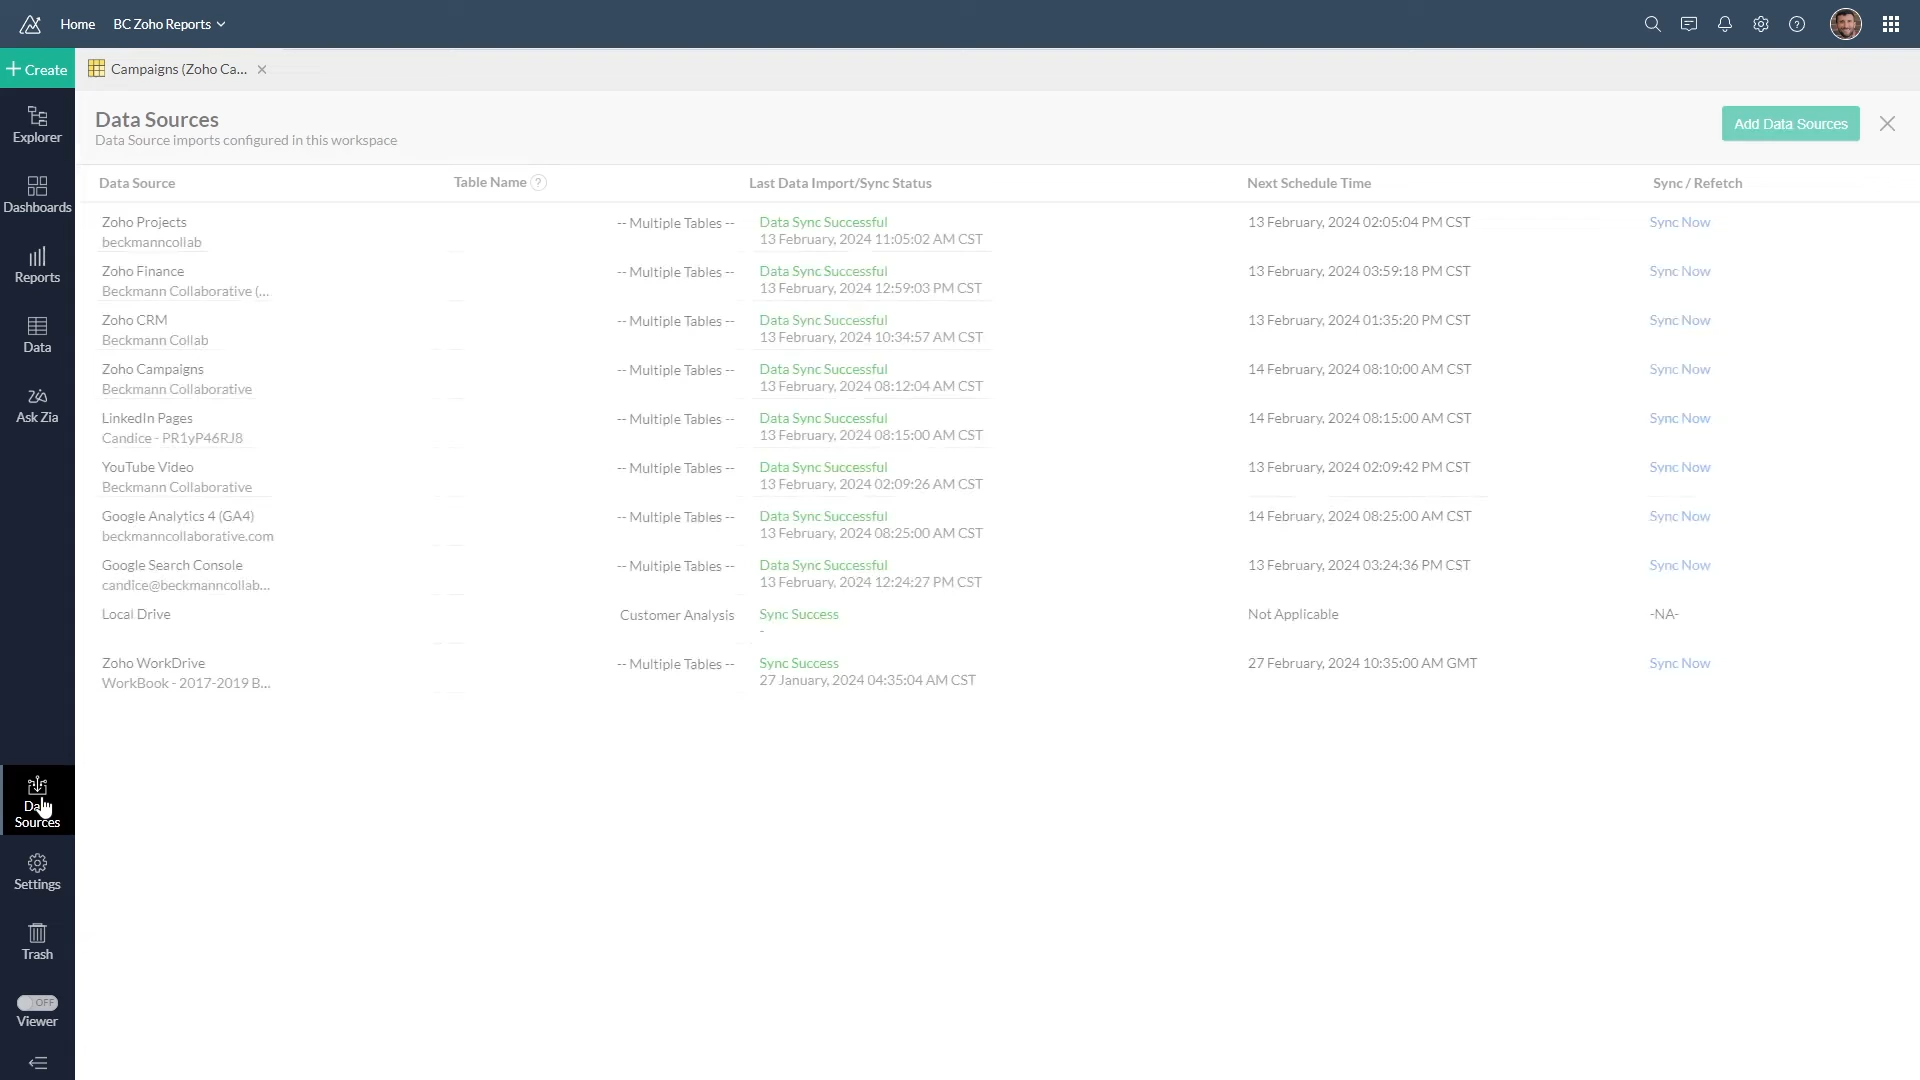 Home
BC Zoho Reports
Create
Campaigns (Zoho Ca...
Explorer
Dashboards
Reports
Data
Ask Zia
Data Sources
Data Source imports configured in this workspace
Add Data Sources
Data Source Table Name ? Last Data Import/Sync Status Next Schedule Time Sync / Refetch
Zoho Projects -- Multiple Tables -- Data Sync Successful 13 February, 2024 02:05:04 PM CST Sync Now
beckmanncollab 13 February, 2024 11:05:02 AM CST
Zoho Finance -- Multiple Tables -- Data Sync Successful 13 February, 2024 03:59:18 PM CST Sync Now
Beckmann Collaborative (... 13 February, 2024 12:59:03 PM CST
Zoho CRM -- Multiple Tables -- Data Sync Successful 13 February, 2024 01:35:20 PM CST Sync Now
Beckmann Collab 13 February, 2024 10:34:57 AM CST
Zoho Campaigns -- Multiple Tables -- Data Sync Successful 14 February, 2024 08:10:00 AM CST Sync Now
Beckmann Collaborative 13 February, 2024 08:12:04 AM CST
LinkedIn Pages -- Multiple Tables -- Data Sync Successful 14 February, 2024 08:15:00 AM CST Sync Now
Candice - PR1yP46RJ8 13 February, 2024 08:15:00 AM CST
YouTube Video -- Multiple Tables -- Data Sync Successful 13 February, 2024 02:09:42 PM CST Sync Now
Beckmann Collaborative 13 February, 2024 02:09:26 AM CST
Google Analytics 4 (GA4) -- Multiple Tables -- Data Sync Successful 14 February, 2024 08:25:00 AM CST Sync Now
beckmanncollaborative.com 13 February, 2024 08:25:00 AM CST
Google Search Console -- Multiple Tables -- Data Sync Successful 13 February, 2024 03:24:36 PM CST Sync Now
candice@beckmanncollab... 13 February, 2024 12:24:27 PM CST
Local Drive Customer Analysis Sync Success Not Applicable -NA-
-
Zoho WorkDrive -- Multiple Tables -- Sync Success 27 February, 2024 10:35:00 AM GMT Sync Now
WorkBook - 2017-2019 B... 27 January, 2024 04:35:04 AM CST
Sources
Settings
Trash
OFF
Viewer